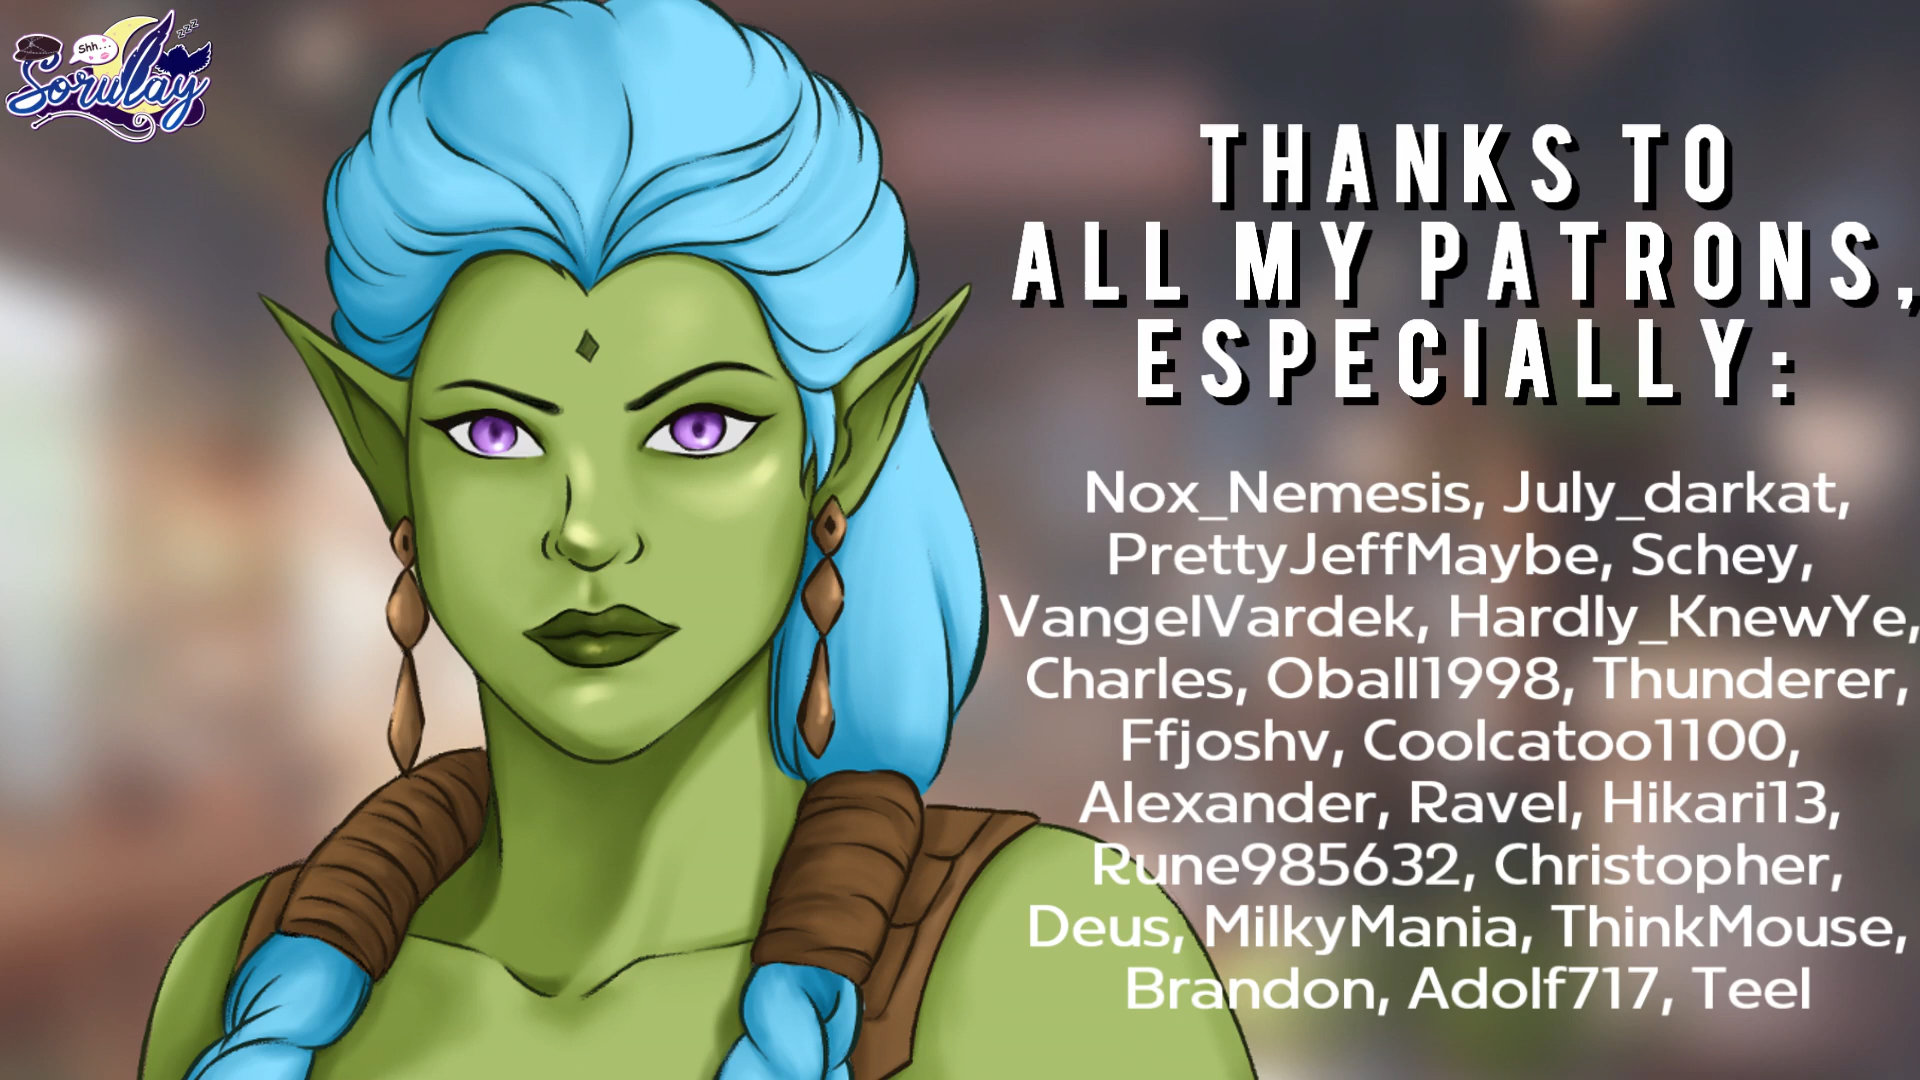 Shh...
zzz
Sorulay
THANKS TO
ALL MY PATRONS,
ESPECIALLY:
Nox_Nemesis, July_darkat,
PrettyJeffMaybe, Schey,
VangelVardek, Hardly_KnewYe,
Charles, Oball1998, Thunderer,
Ffjoshv, Coolcatoo1100,
Alexander, Ravel, Hikari13,
Rune985632, Christopher,
Deus, MilkyMania, ThinkMouse,
Brandon, Adolf717, Teel